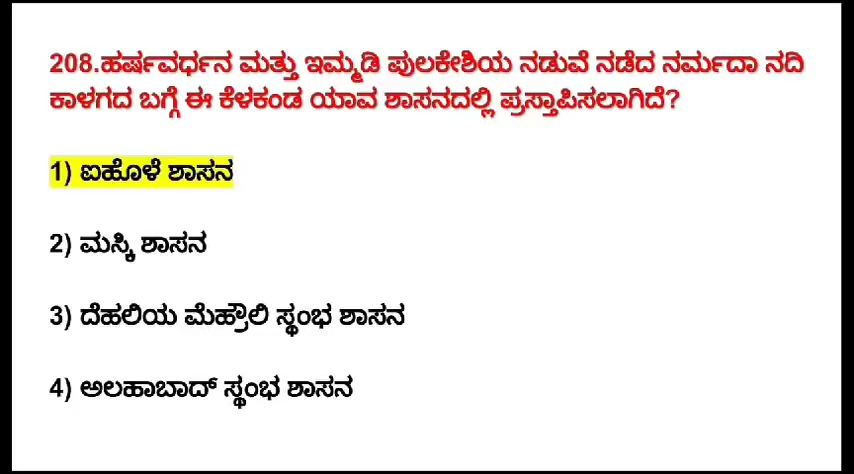 208.ಹರ್ಷವರ್ಧನ ಮತ್ತು ಇಮ್ಮಡಿ ಪುಲಕೇಶಿಯ ನಡುವೆ ನಡೆದ ನರ್ಮದಾ ನದಿ
ಕಾಳಗದ ಬಗ್ಗೆ ಈ ಕೆಳಕಂಡ ಯಾವ ಶಾಸನದಲ್ಲಿ ಪ್ರಸ್ತಾಪಿಸಲಾಗಿದೆ?
1) ಐಹೊಳೆ ಶಾಸನ
2) ಮಸ್ಕಿ ಶಾಸನ
3) ದೆಹಲಿಯ ಮೆಹ್ರೌಲಿ ಸ್ಥಂಭ ಶಾಸನ
4) ಅಲಹಾಬಾದ್ ಸ್ಥಂಭ ಶಾಸನ